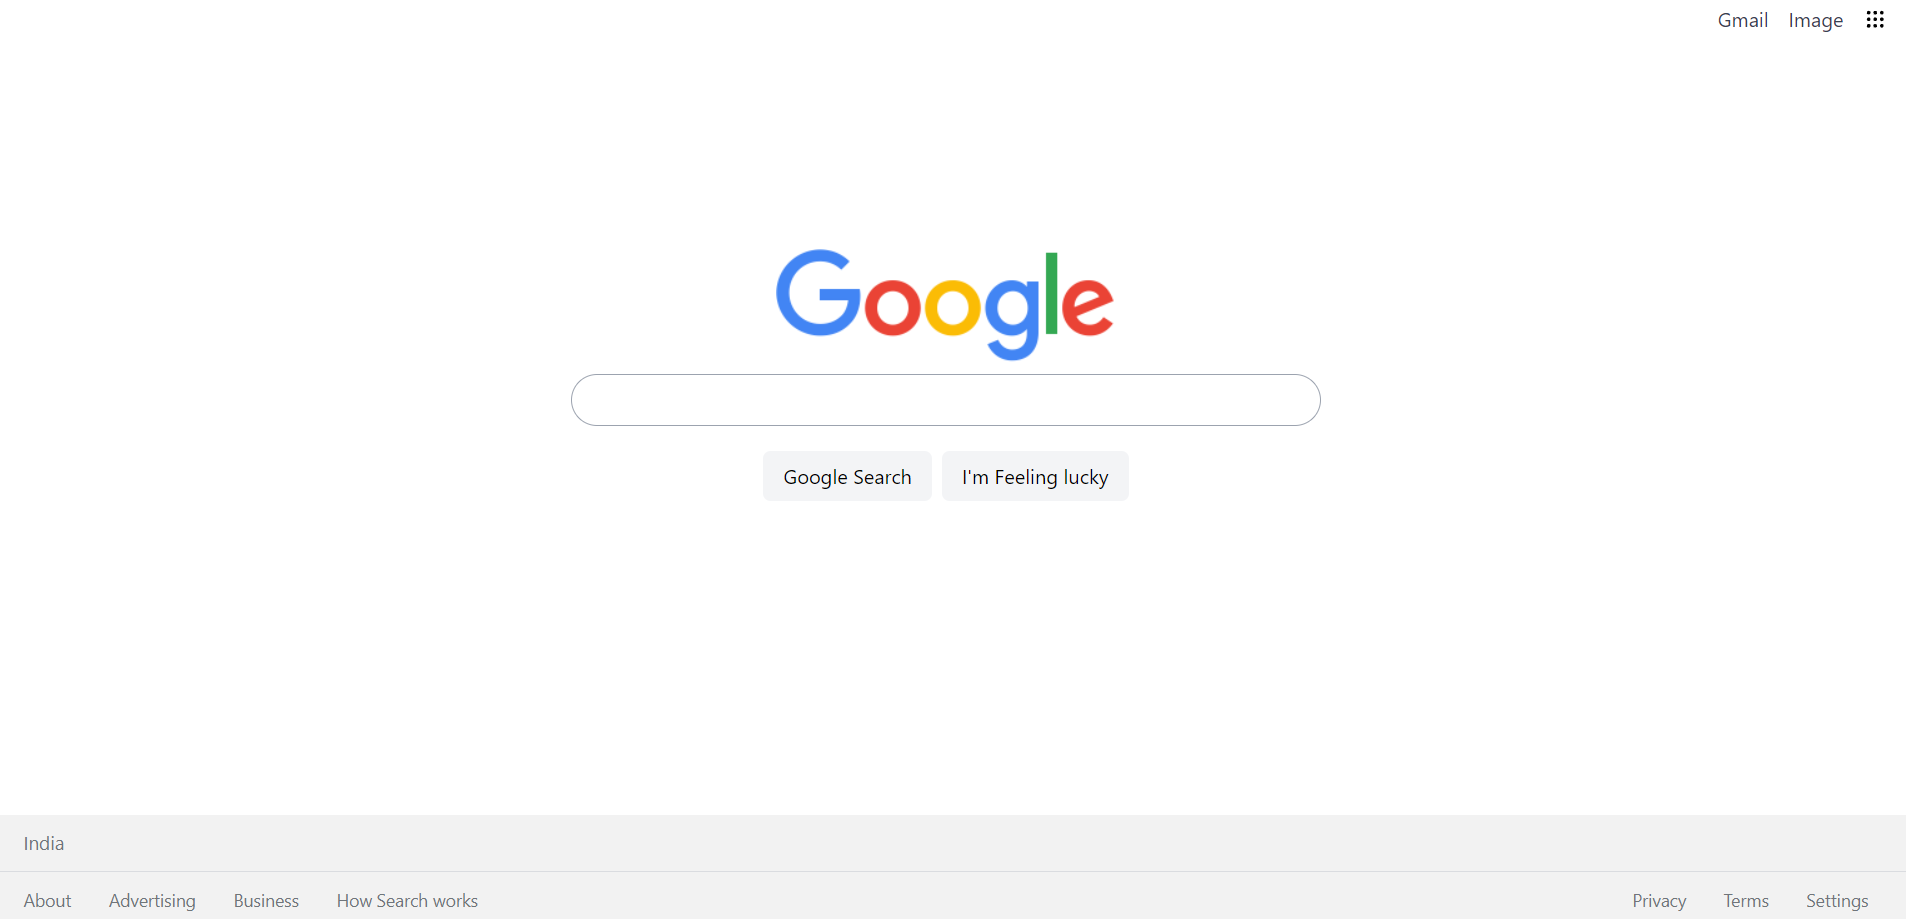 Gmail Image
Google
Google Search I'm Feeling lucky
India
About Advertising Business How Search works Privacy Terms Settings